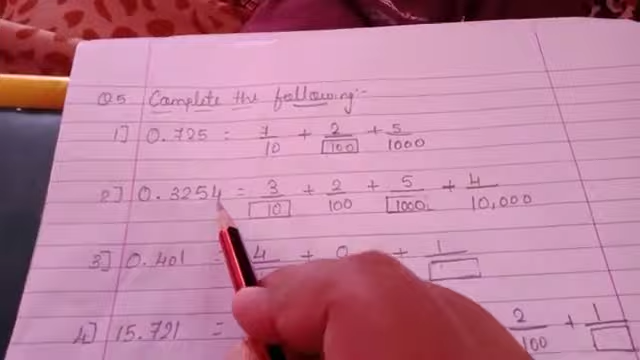 Q5 Complete the following:-
1] 0.725 = 7/10 + 2/100 + 5/1000
2] 0.3254 = 3/10 + 2/100 + 5/1000 + 4/10,000
3] 0.401 = 4 + 0 + 1
4] 15.721 = 2/100 + 1